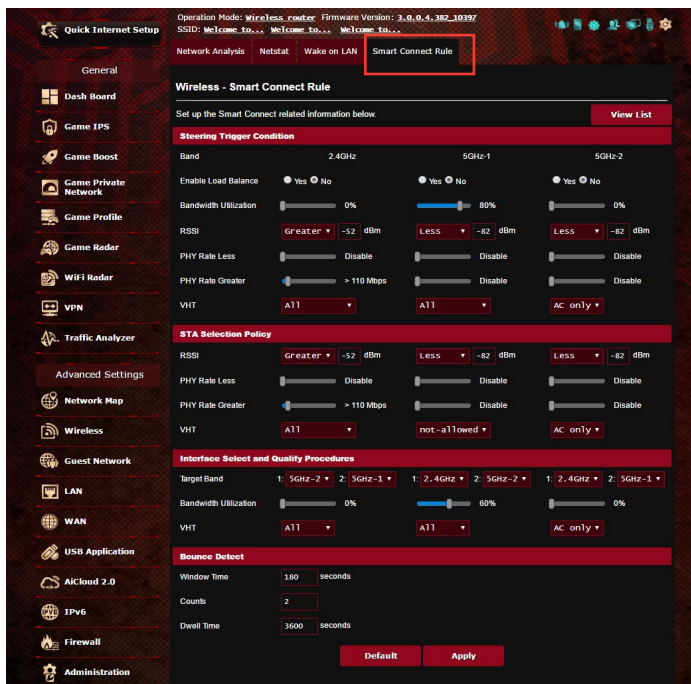 Quick Internet Setup
General
Dash Board
Game IPS
Game Boost
Game Private
Network
Game Profile
Game Radar
WiFi Radar
VPN
Traffic Analyzer
Advanced Settings
Network Map
Wireless
Guest Network
LAN
WAN
USB Application
AiCloud 2.0
IPv6
Firewall
Administration
Operation Mode: Wireless router Firmware Version: 3.0.0.4.382_10397
SSID: Welcome to... Welcome to... Welcome to...
Network Analysis Netstat Wake on LAN Smart Connect Rule
Wireless - Smart Connect Rule
Set up the Smart Connect related information below. View List
Steering Trigger Condition
Band 2.4GHz 5GHz-1 5GHz-2
Enable Load Balance Yes No Yes No Yes No
Bandwidth Utilization 0% 80% 0%
RSSI Greater -52 dBm Less -82 dBm Less -82 dBm
PHY Rate Less Disable Disable Disable
PHY Rate Greater > 110 Mbps Disable Disable
VHT All All AC only
STA Selection Policy
RSSI Greater -52 dBm Less -82 dBm Less -82 dBm
PHY Rate Less Disable Disable Disable
PHY Rate Greater > 110 Mbps Disable Disable
VHT All not-allowed AC only
Interface Select and Qualify Procedures
Target Band 1: 5GHz-2 2: 5GHz-1 1: 2.4GHz 2: 5GHz-2 1: 2.4GHz 2: 5GHz-1
Bandwidth Utilization 0% 60% 0%
VHT All All AC only
Bounce Detect
Window Time 180 seconds
Counts 2
Dwell Time 3600 seconds
Default Apply